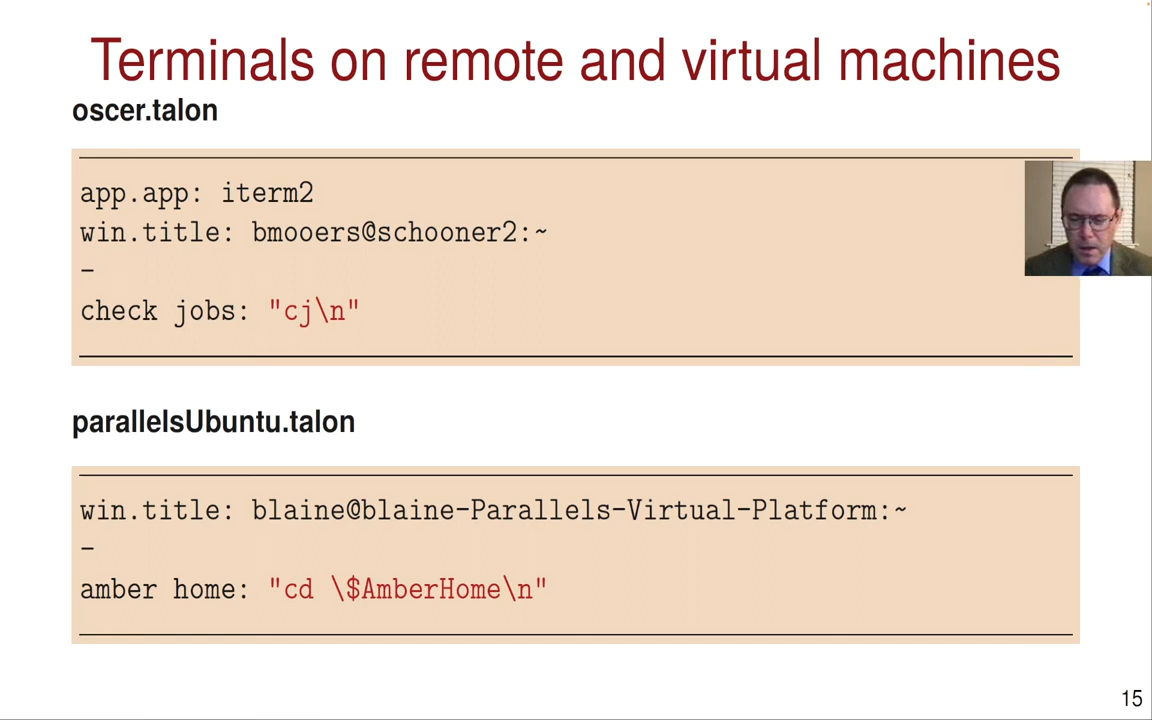 Terminals on remote and virtual machines
oscer.talon
app.app: iterm2
win.title: bmooers@schooner2:~
-
check jobs: "cj\n"
parallelsUbuntu.talon
win.title: blaine@blaine-Parallels-Virtual-Platform:~
-
amber home: "cd \$AmberHome\n"
15